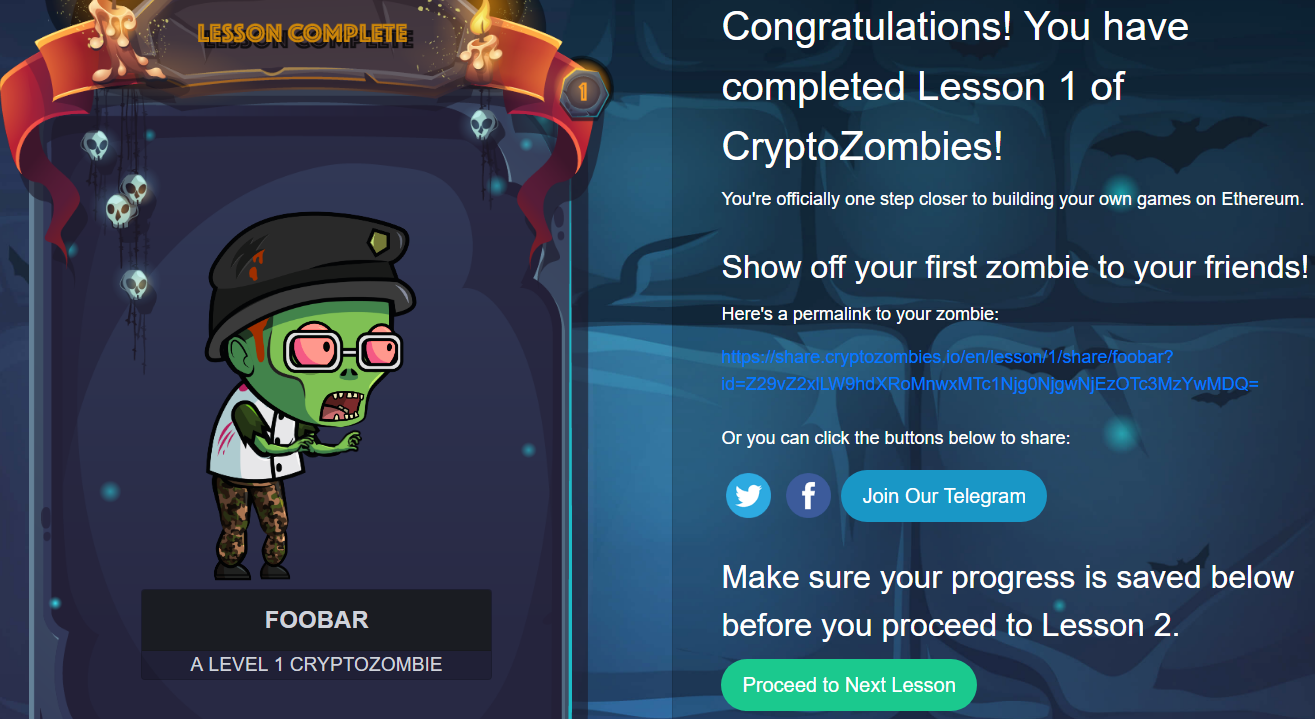 LESSON COMPLETE
1
FOOBAR
A LEVEL 1 CRYPTOZOMBIE
Congratulations! You have
completed Lesson 1 of
CryptoZombies!
You're officially one step closer to building your own games on Ethereum.
Show off your first zombie to your friends!
Here's a permalink to your zombie:
https://share.cryptozombies.io/en/lesson/1/share/foobar?
id=Z29vZ2xlLW9hdXRoMnwxMTc1Njg0NjgwNjEzOTc3MzYwMDQ=
Or you can click the buttons below to share:
Join Our Telegram
Make sure your progress is saved below
before you proceed to Lesson 2.
Proceed to Next Lesson